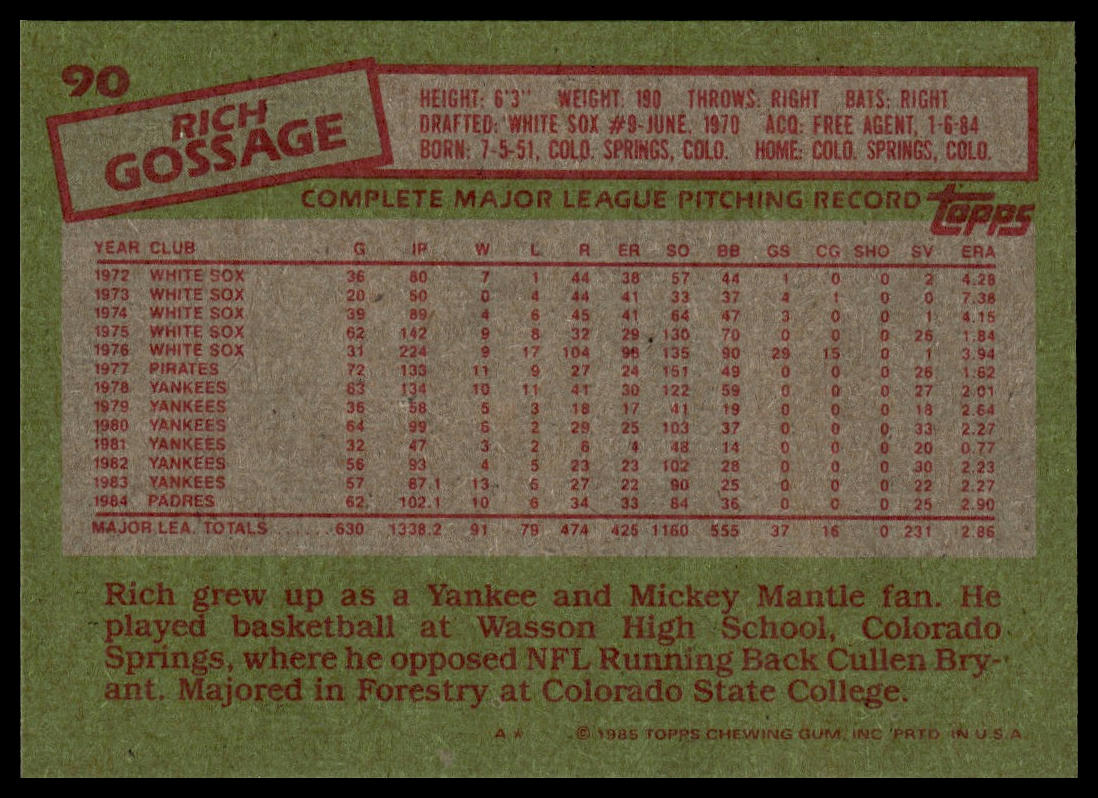 90
RICH
GOSSAGE
HEIGHT: 6'3" WEIGHT: 190 THROWS: RIGHT BATS: RIGHT
DRAFTED: WHITE SOX #9-JUNE, 1970 ACQ: FREE AGENT, 1-6-84
BORN: 7-5-51, COLO. SPRINGS, COLO. HOME: COLO. SPRINGS, COLO.
COMPLETE MAJOR LEAGUE PITCHING RECORD topps
YEAR CLUB G IP W L R ER SO BB GS CG SHO SV ERA
1972 WHITE SOX 36 80 7 1 44 38 57 44 1 0 0 2 4.28
1973 WHITE SOX 20 50 0 4 44 41 33 37 4 1 0 0 7.38
1974 WHITE SOX 39 89 4 6 45 41 64 47 3 0 0 1 4.15
1975 WHITE SOX 62 142 9 8 32 29 130 70 0 0 0 26 1.84
1976 WHITE SOX 31 224 9 17 104 98 135 90 29 15 0 1 3.94
1977 PIRATES 72 133 11 9 27 24 151 49 0 0 0 26 1.62
1978 YANKEES 63 134 10 11 41 30 122 59 0 0 0 27 2.01
1979 YANKEES 36 58 5 3 18 17 41 19 0 0 0 18 2.64
1980 YANKEES 64 99 6 2 29 25 103 37 0 0 0 33 2.27
1981 YANKEES 32 47 3 2 6 4 48 14 0 0 0 20 0.77
1982 YANKEES 56 93 4 5 23 23 102 28 0 0 0 30 2.23
1983 YANKEES 57 87.1 13 5 27 22 90 25 0 0 0 22 2.27
1984 PADRES 62 102.1 10 6 34 33 84 36 0 0 0 25 2.90
MAJOR LEA. TOTALS 630 1338.2 91 79 474 425 1160 555 37 16 0 231 2.86
Rich grew up as a Yankee and Mickey Mantle fan. He
played basketball at Wasson High School, Colorado
Springs, where he opposed NFL Running Back Cullen Bry-
ant. Majored in Forestry at Colorado State College.
A* © 1985 TOPPS CHEWING GUM, INC. PRTD. IN U.S.A.